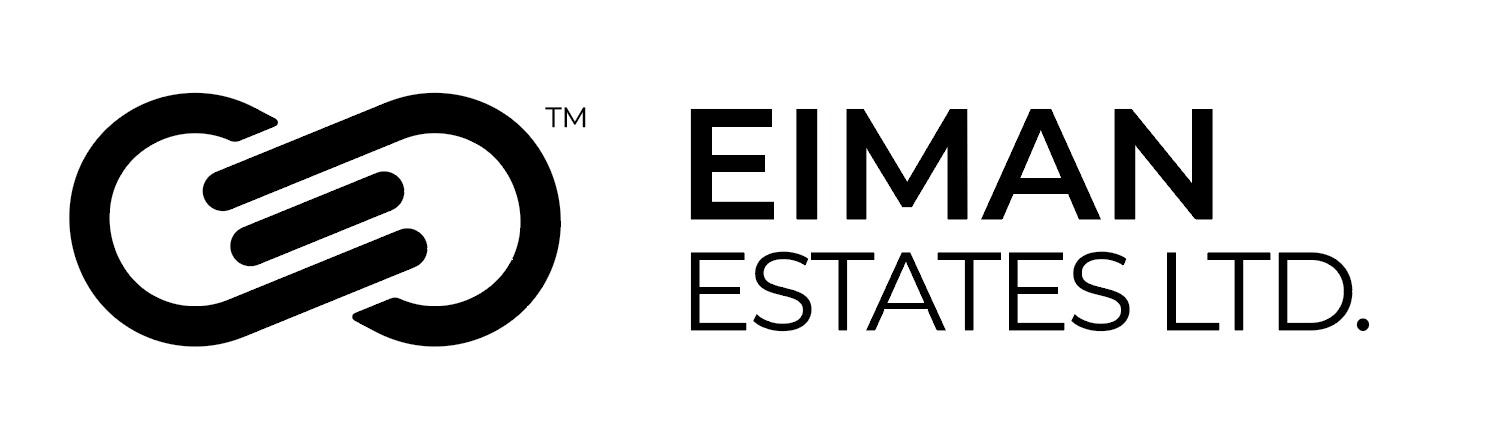 TM
EIMAN
ESTATES LTD.